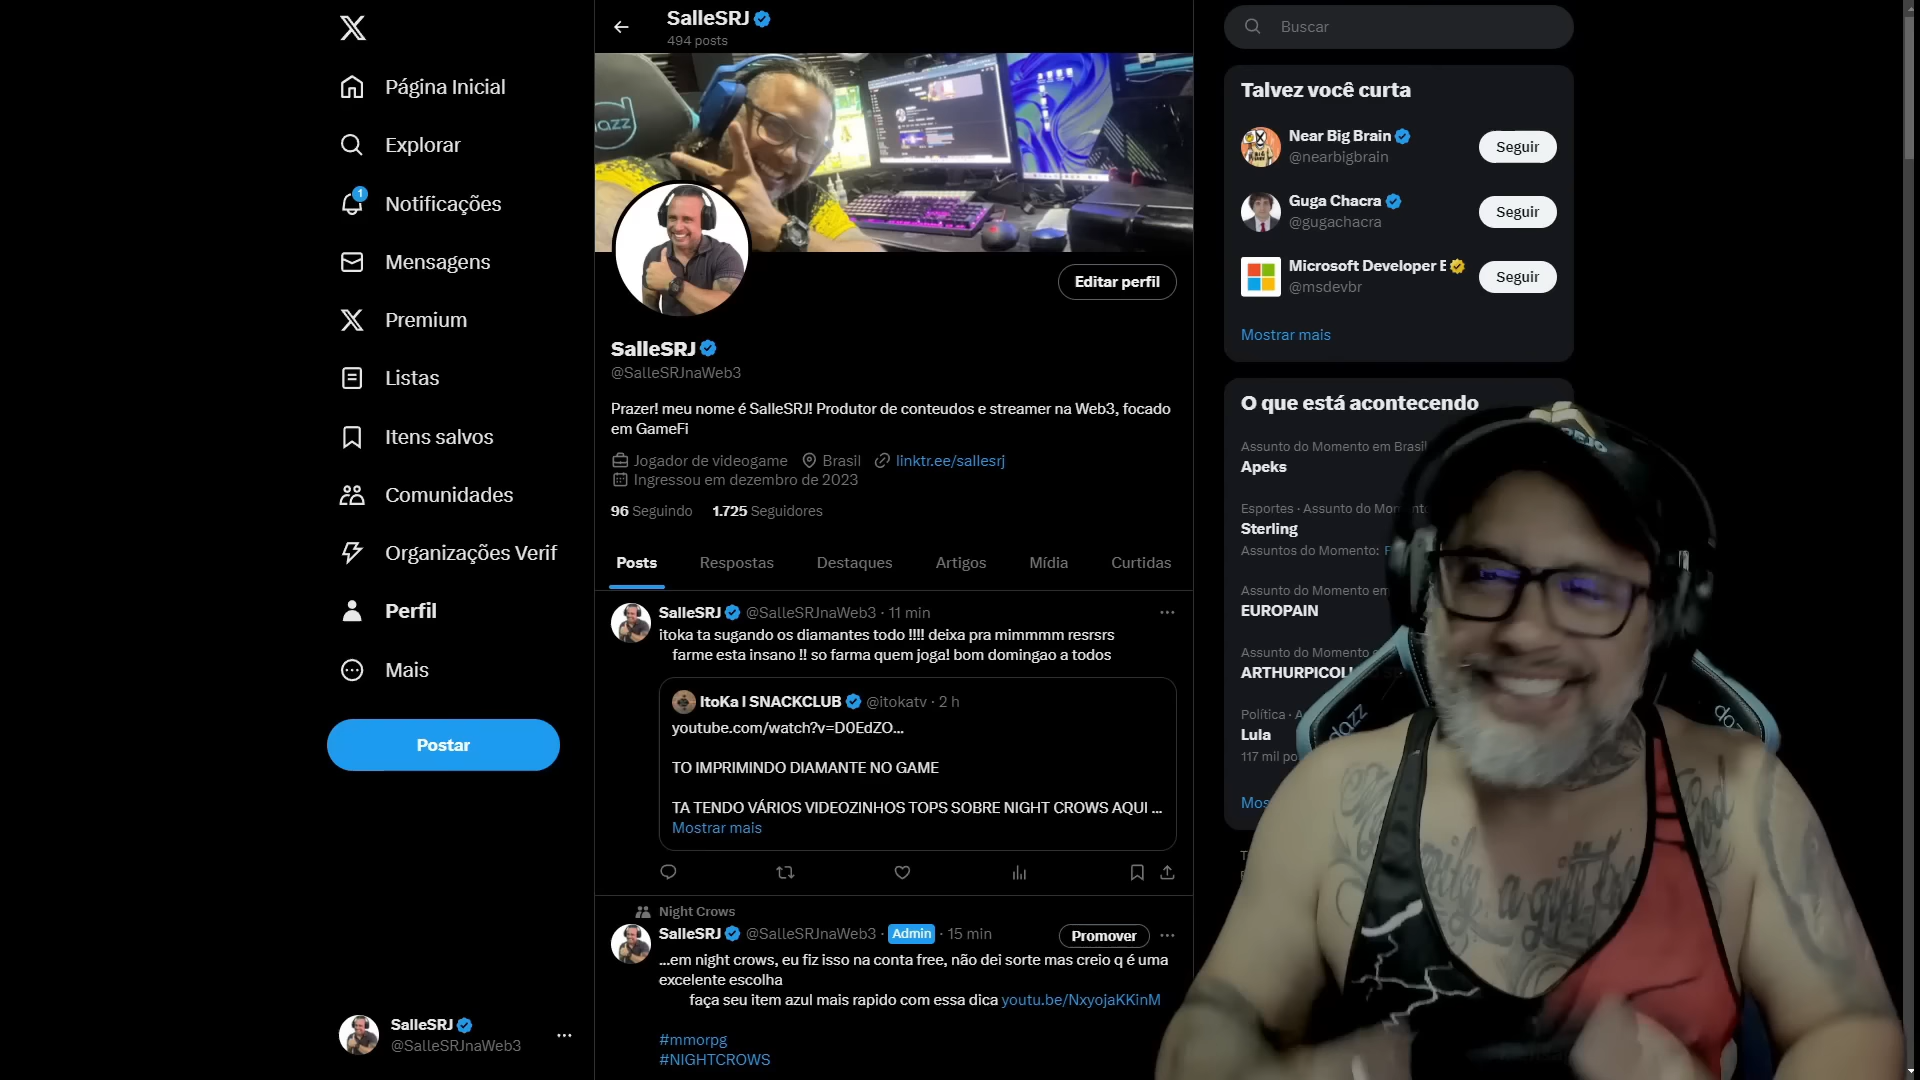 Página Inicial
Explorar
1
Notificações
Mensagens
Premium
Listas
Itens salvos
Comunidades
Organizações Verif
Perfil
Mais
Postar
SalleSRJ
@SalleSRJnaWeb3
SalleSRJ
494 posts
azz
Editar perfil
SalleSRJ
@SalleSRJnaWeb3
Prazer! meu nome é SalleSRJ! Produtor de conteudos e streamer na Web3, focado
em GameFi
Jogador de videogame Brasil linktr.ee/sallesrj
Ingressou em dezembro de 2023
96 Seguindo 1.725 Seguidores
Posts Respostas Destaques Artigos Mídia Curtidas
SalleSRJ @SalleSRJnaWeb3 · 11 min
itoka ta sugando os diamantes todo !!!! deixa pra mimmmm resrsrs
farme esta insano !! so farma quem joga! bom domingao a todos
ItoKa l SNACKCLUB @itokatv · 2 h
youtube.com/watch?v=D0EdZO...
TO IMPRIMINDO DIAMANTE NO GAME
TA TENDO VÁRIOS VIDEOZINHOS TOPS SOBRE NIGHT CROWS AQUI ...
Mostrar mais
Night Crows
SalleSRJ @SalleSRJnaWeb3 · Admin · 15 min
Promover
...em night crows, eu fiz isso na conta free, não dei sorte mas creio q é uma
excelente escolha
faça seu item azul mais rapido com essa dica youtu.be/NxyojaKKinM
#mmorpg
#NIGHTCROWS
Buscar
Talvez você curta
Near Big Brain
@nearbigbrain
Seguir
Guga Chacra
@gugachacra
Seguir
Microsoft Developer E
@msdevbr
Seguir
Mostrar mais
O que está acontecendo
Assunto do Momento em Brasil
Apeks
Esportes · Assunto do Moment
Sterling
Assuntos do Momento: F
Assunto do Momento em
EUROPAIN
Assunto do Momento
ARTHURPICOLI
Política · A
Lula
117 mil po
Mos
dazz
dazz
a gift